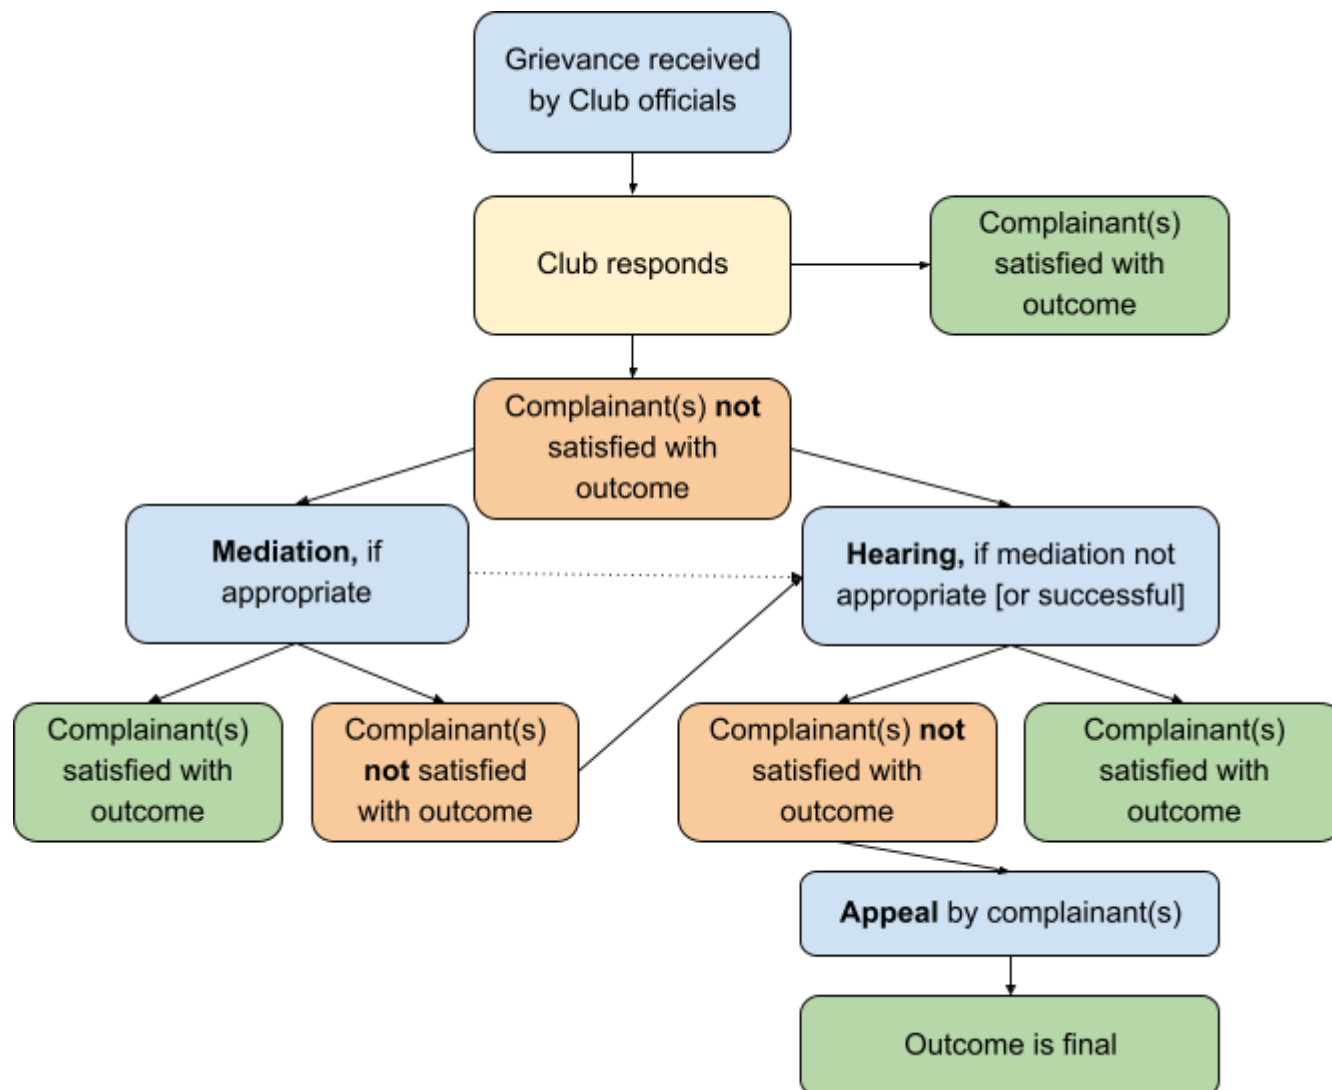 Grievance received
by Club officials
Club responds
Complainant(s)
satisfied with
outcome
Complainant(s) not
satisfied with
outcome
Mediation, if
appropriate
Hearing, if mediation not
appropriate [or successful]
Complainant(s)
satisfied with
outcome
Complainant(s)
not satisfied
with outcome
Complainant(s) not
satisfied with
outcome
Complainant(s)
satisfied with
outcome
Appeal by complainant(s)
Outcome is final